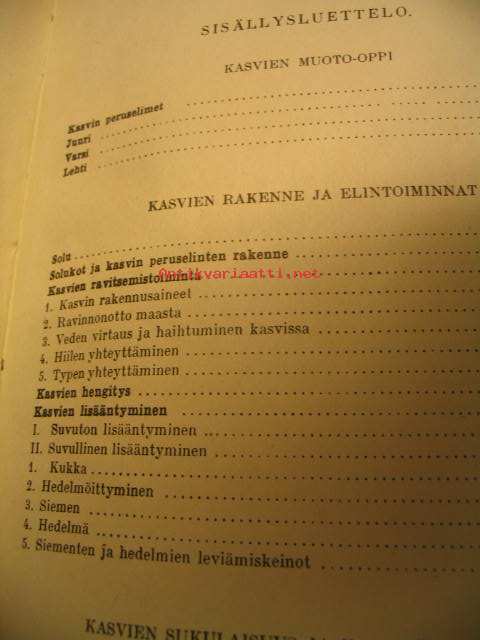 SISÄLLYSLUETTELO.
KASVIEN MUOTO-OPPI
Kasvin peruselimet
Juuri
Varsi
Lehti
KASVIEN RAKENNE JA ELINTOIMINNAT
Solu
Solukot ja kasvin peruselinten rakenne
Kasvien ravitsemistoiminta
Antikvariaatti.net
1. Kasvin rakennusaineet
2. Ravinnonotto maasta
3. Veden virtaus ja haihtuminen kasvissa
4. Hiilen yhteyttäminen
5. Typen yhteyttäminen
Kasvien hengitys
Kasvien lisääntyminen
I. Suvuton lisääntyminen
II. Suvullinen lisääntyminen
1. Kukka
2. Hedelmöittyminen
3. Siemen
4. Hedelmä
5. Siementen ja hedelmien leviämiskeinot
KASVIEN SUKULAISUUS